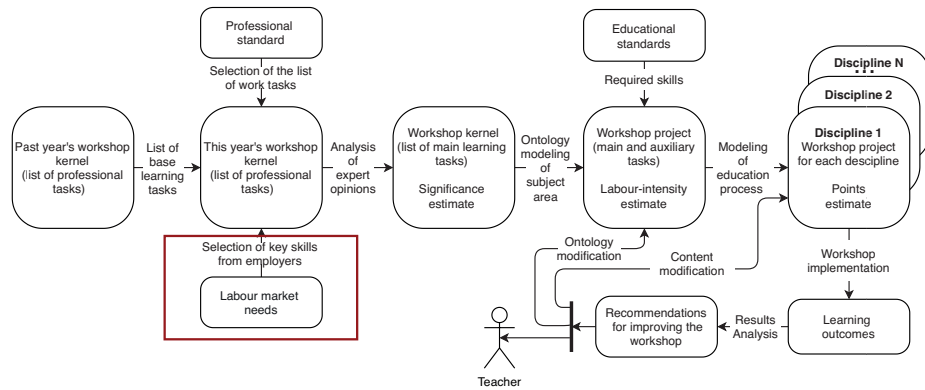 Professional
standard
Selection of the list
of work tasks
Educational
standards
Required skills
Discipline N
...
Discipline 2
Discipline 1
Workshop project
for each descipline
Points
estimate
Past year's workshop
kernel
(list of professional
tasks)
List of
base
learning
tasks
This year's workshop
kernel
(list of professional
tasks)
Analysis
of
expert
opinions
Workshop kernel
(list of main learning
tasks)
Significance
estimate
Ontology
modeling
of
subject
area
Workshop project
(main and auxiliary
tasks)
Labour-intensity
estimate
Modeling
of
education
process
Selection of key skills
from employers
Labour market
needs
Ontology
modification
Content
modification
Workshop
implementation
Recommendations
for improving the
workshop
Results
Analysis
Learning
outcomes
Teacher